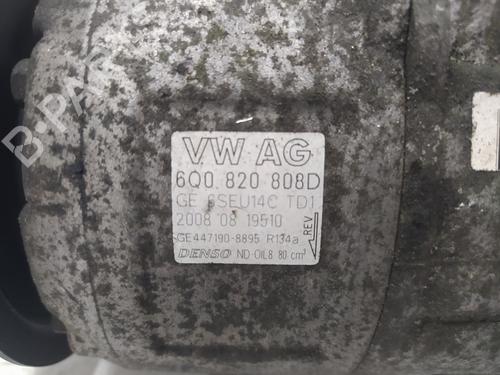 VW AG
6Q0 820 808D
GE 6SEU14C TD1
2008 08 19510
GE447190-8895 R134a
DENSO ND-OIL8 80 cm³
REV
B-PAR